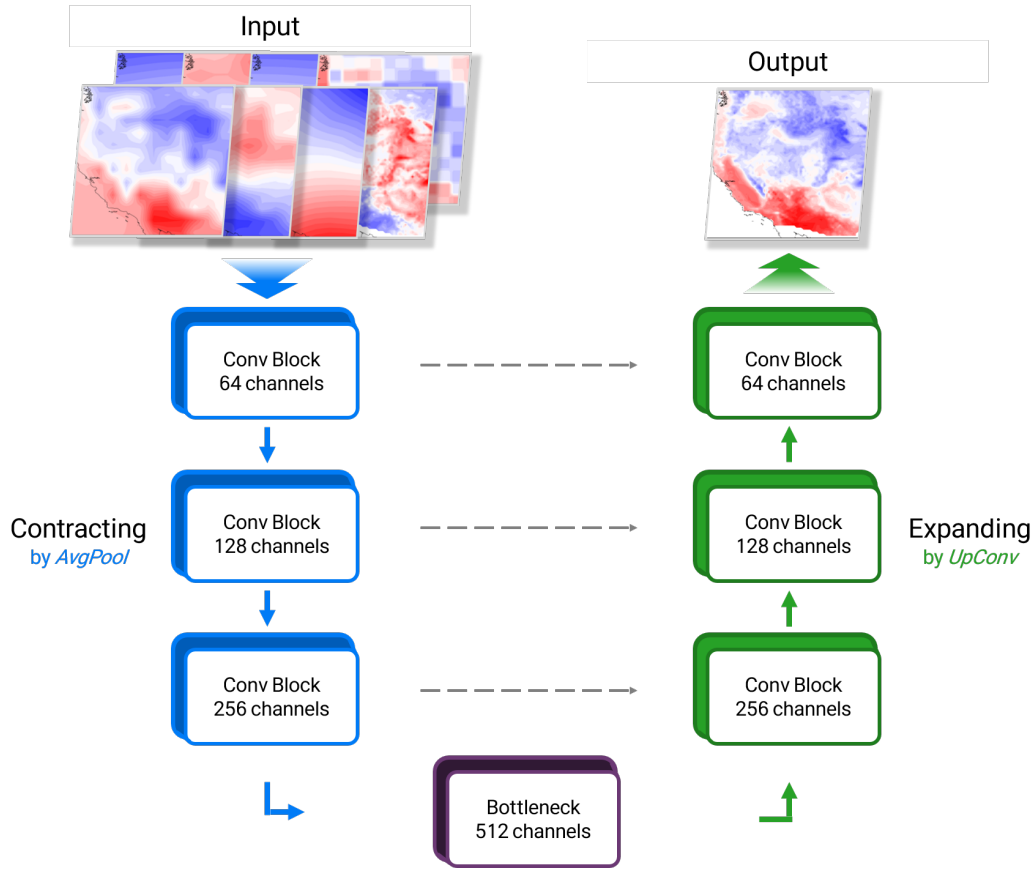 Input
Output
Conv Block
64 channels
Conv Block
64 channels
Contracting
by AvgPool
Conv Block
128 channels
Conv Block
128 channels
Expanding
by UpConv
Conv Block
256 channels
Conv Block
256 channels
Bottleneck
512 channels